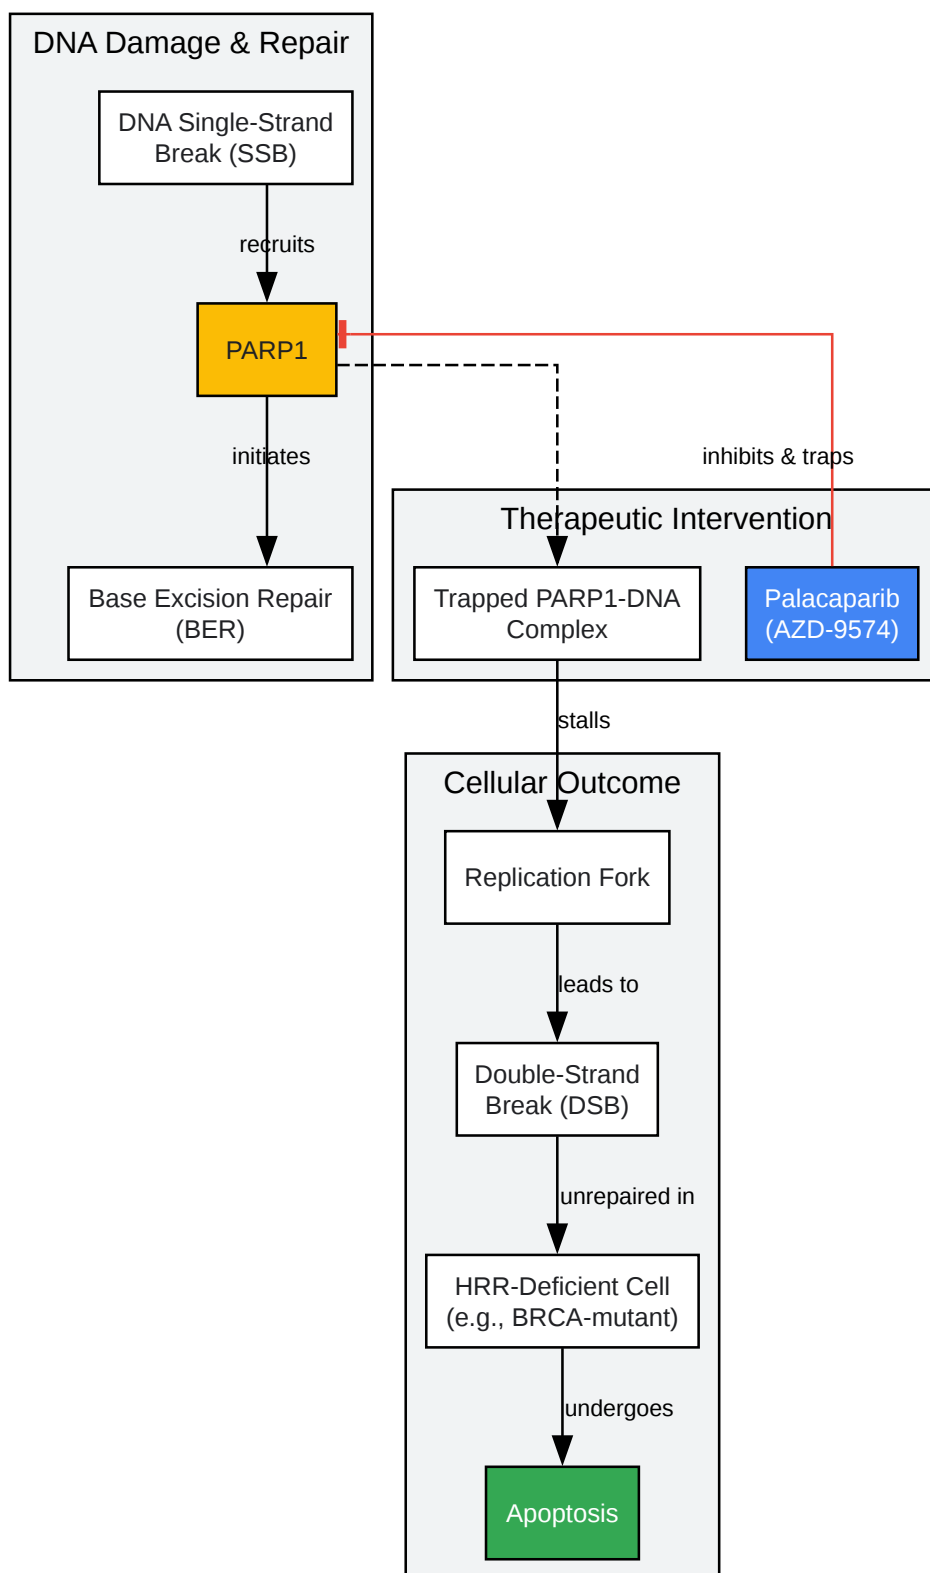 DNA Damage & Repair
DNA Single-Strand
Break (SSB)
recruits
PARP1
initiates
inhibits & traps
Therapeutic Intervention
Base Excision Repair
(BER)
Trapped PARP1-DNA
Complex
Palacaparib
(AZD-9574)
stalls
Cellular Outcome
Replication Fork
leads to
Double-Strand
Break (DSB)
unrepaired in
HRR-Deficient Cell
(e.g., BRCA-mutant)
undergoes
Apoptosis